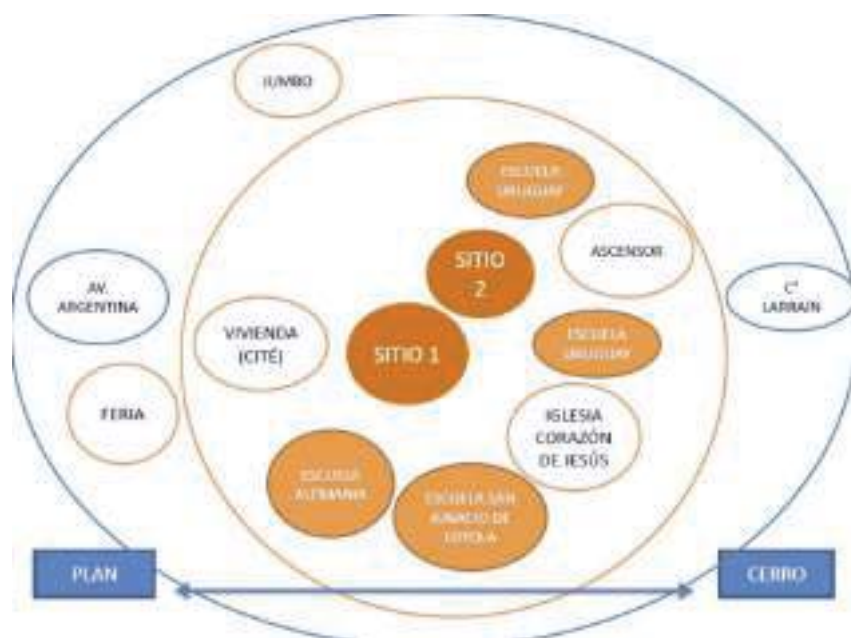 JUMBO
ESCUELA
URUGUAY
ASCENSOR
SITIO
2
AV.
ARGENTINA
C°
LARRAIN
VIVIENDA
(CITÉ)
SITIO 1
ESCUELA
URUGUAY
FERIA
IGLESIA
CORAZÓN
DE JESÚS
ESCUELA
ALEMANIA
ESCUELA SAN
IGNACIO DE
LOYOLA
PLAN
CERRO